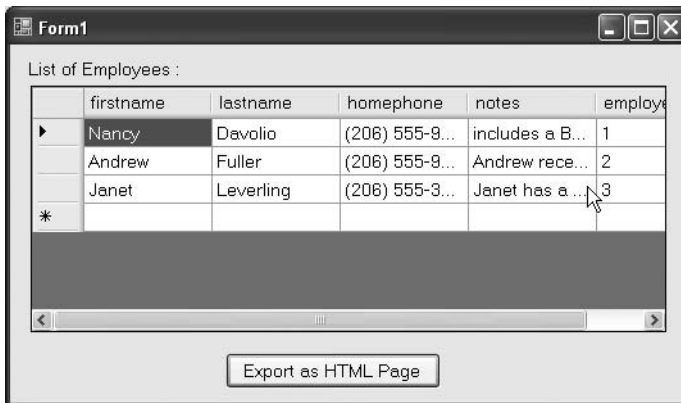 Form1
List of Employees :
firstname lastname homephone notes employe
Nancy Davolio (206) 555-9... includes a B... 1
Andrew Fuller (206) 555-9... Andrew rece... 2
Janet Leverling (206) 555-3... Janet has a ... 3
Export as HTML Page